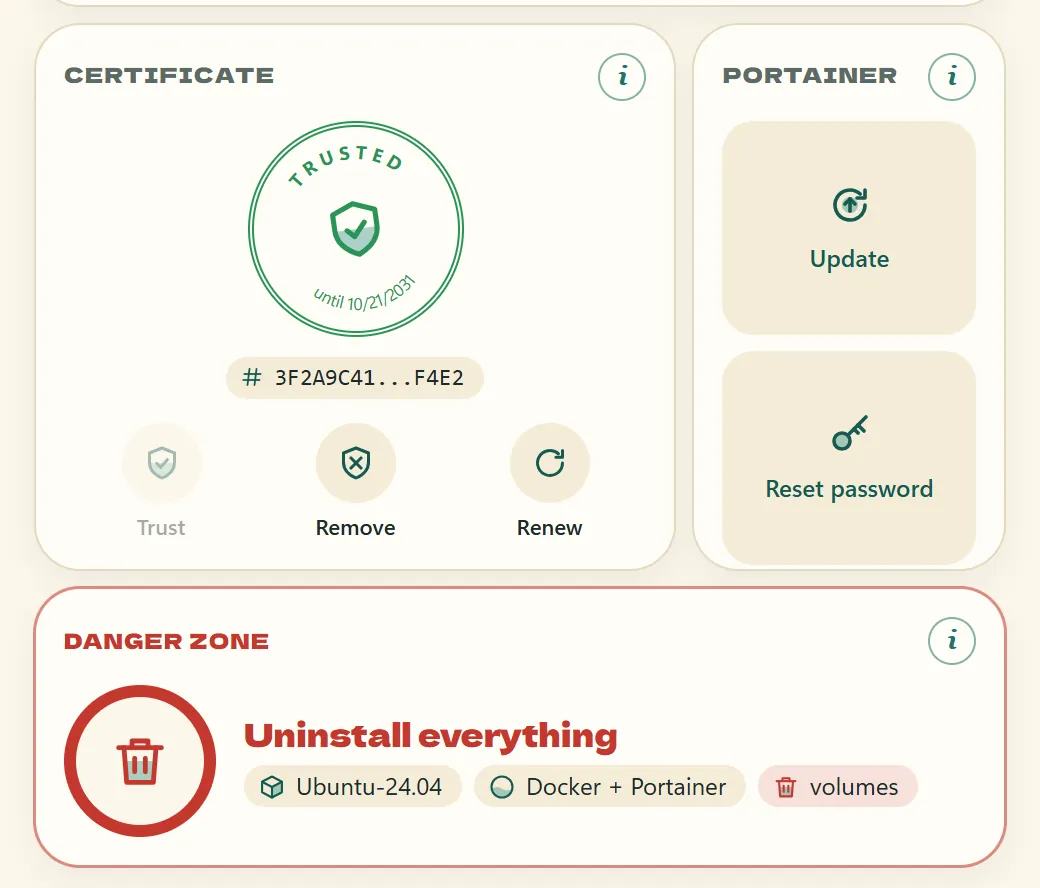 CERTIFICATE
i
TRUSTED
until 10/21/2031
# 3F2A9C41...F4E2
Trust
Remove
Renew
PORTAINER
i
Update
Reset password
DANGER ZONE
i
Uninstall everything
Ubuntu-24.04
Docker + Portainer
volumes